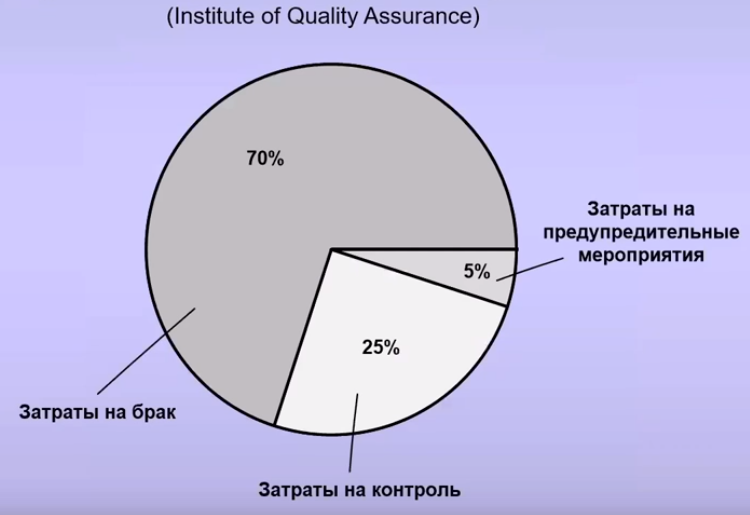 (Institute of Quality Assurance)
70%
Затраты на
предупредительные
мероприятия
5%
25%
Затраты на брак
Затраты на контроль